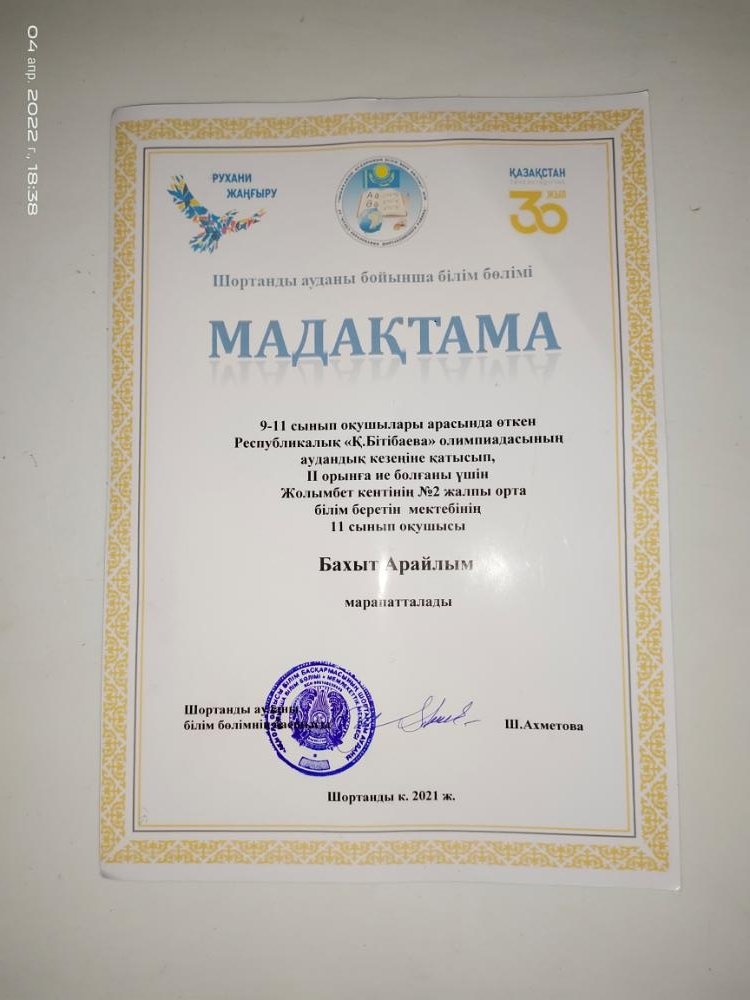 04 апр. 2022 г., 18:38
РУХАНИ
ЖАҢҒЫРУ
ҚАЗАҚСТАН
ЖЫЛ
30
Шортанды ауданы бойынша білім бөлімі
МАДАҚТАМА
9-11 сынып оқушылары арасында өткен
Республикалық «Қ.Бітібаева» олимпиадасының
аудандық кезеңіне қатысып,
ІІ орынға ие болғаны үшін
Жолымбет кентінің №2 жалпы орта
білім беретін мектебінің
11 сынып оқушысы
Бахыт Арайлым
марапатталады
Шортанды ауданы
білім бөлімінің
Ш.Ахметова
Шортанды к. 2021 ж.